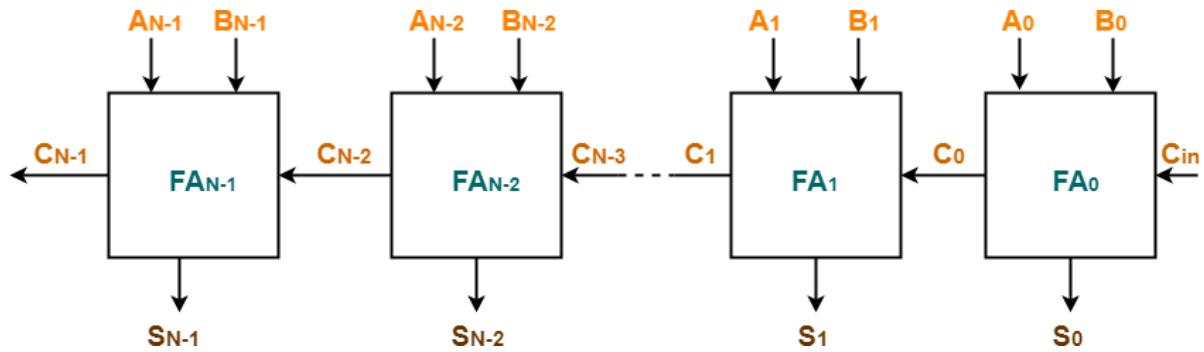 AN-1 BN-1 AN-2 BN-2 A1 B1 A0 B0
CN-1 CN-2 CN-3 C1 C0 Cin
FAN-1 FAN-2 FA1 FA0
SN-1 SN-2 S1 S0